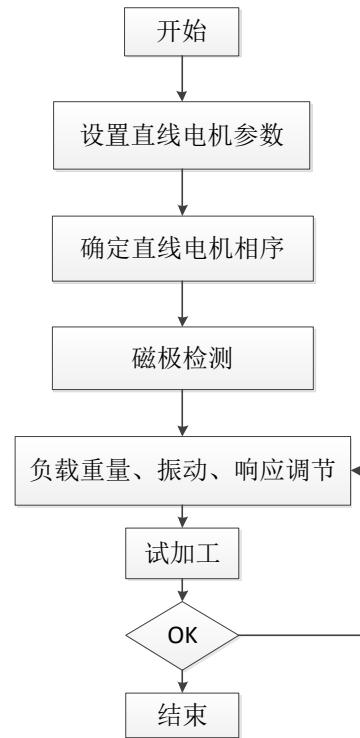 开始
设置直线电机参数
确定直线电机相序
磁极检测
负载重量、振动、响应调节
试加工
OK
结束